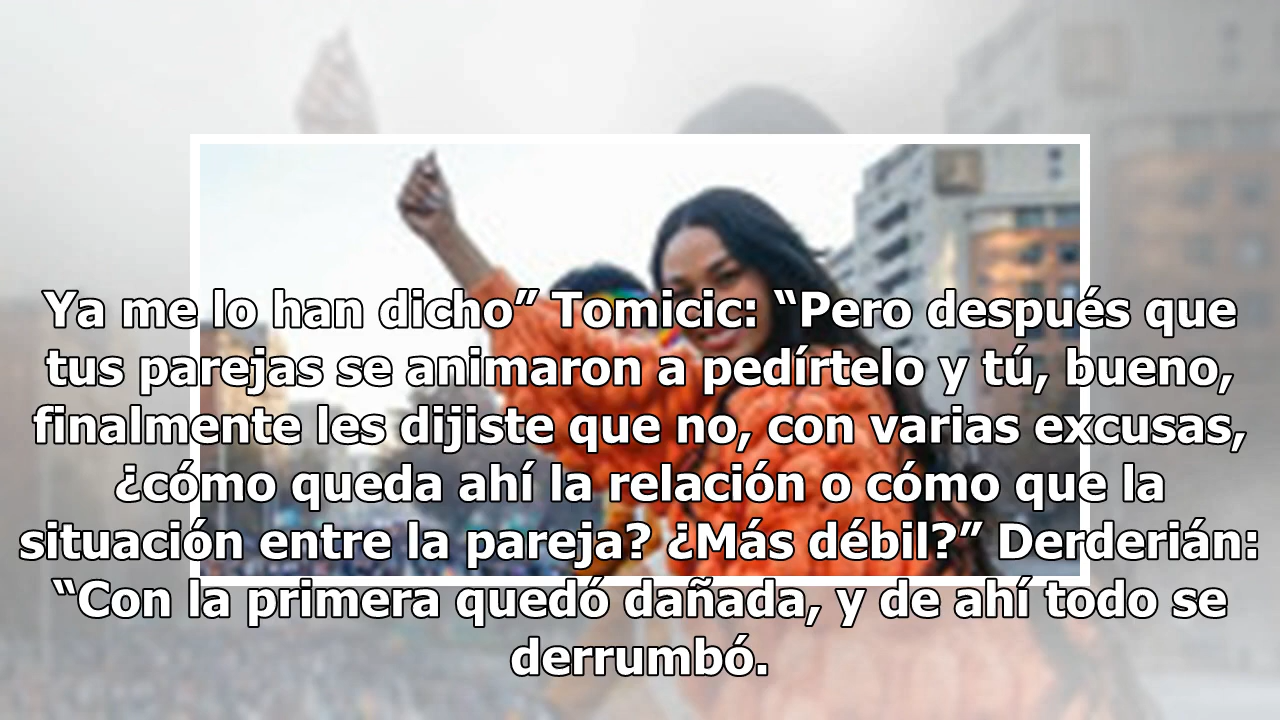 Ya me lo han dicho” Tomicic: “Pero después que
tus parejas se animaron a pedírtelo y tú, bueno,
finalmente les dijiste que no, con varias excusas,
¿cómo queda ahí la relación o cómo que la
situación entre la pareja? ¿Más débil?” Derderián:
“Con la primera quedó dañada, y de ahí todo se
derrumbó.